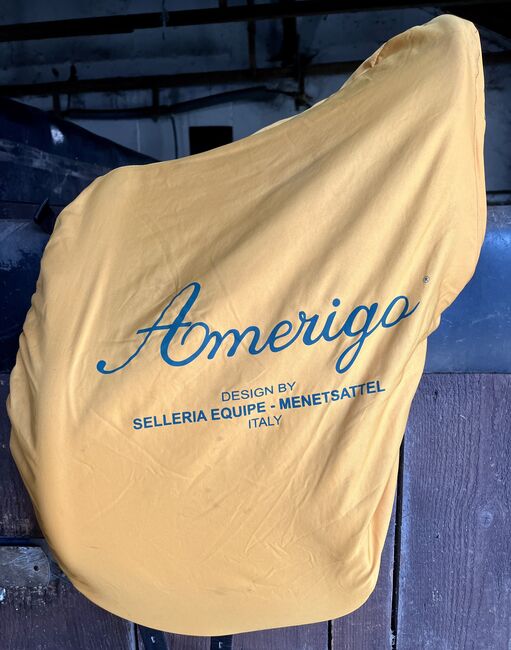 Amerigo®
DESIGN BY
SELLERIA EQUIPE - MENETSATTEL
ITALY